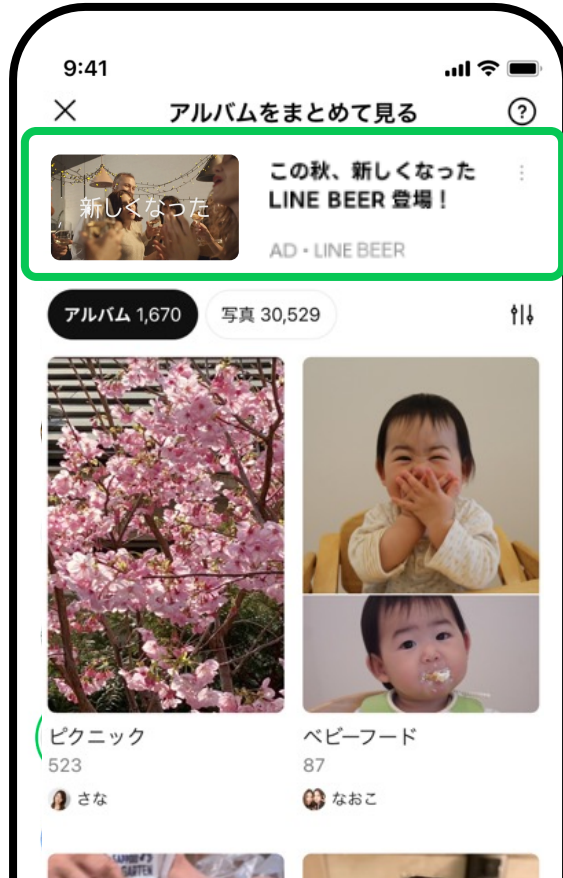 9:41
アルバムをまとめて見る
?
新しくなった
この秋、新しくなった
LINE BEER 登場！
AD・LINE BEER
アルバム 1,670
写真 30,529
ピクニック
523
さな
ベビーフード
87
なおこ
SAPPORO
GARTEN